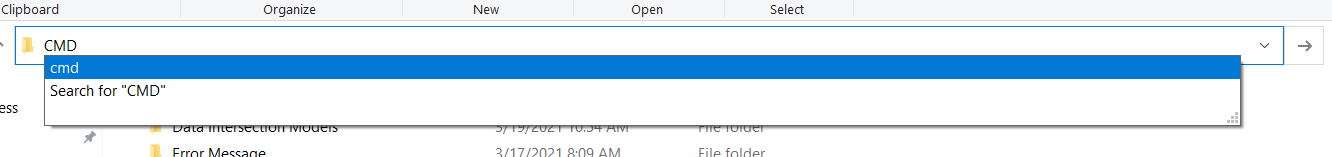 Clipboard Organize New Open Select
CMD
cmd
Search for "CMD"
ess
Data Intersection Models 3/19/2021 10:54 AM File folder
Error Message 3/17/2021 8:09 AM File folder